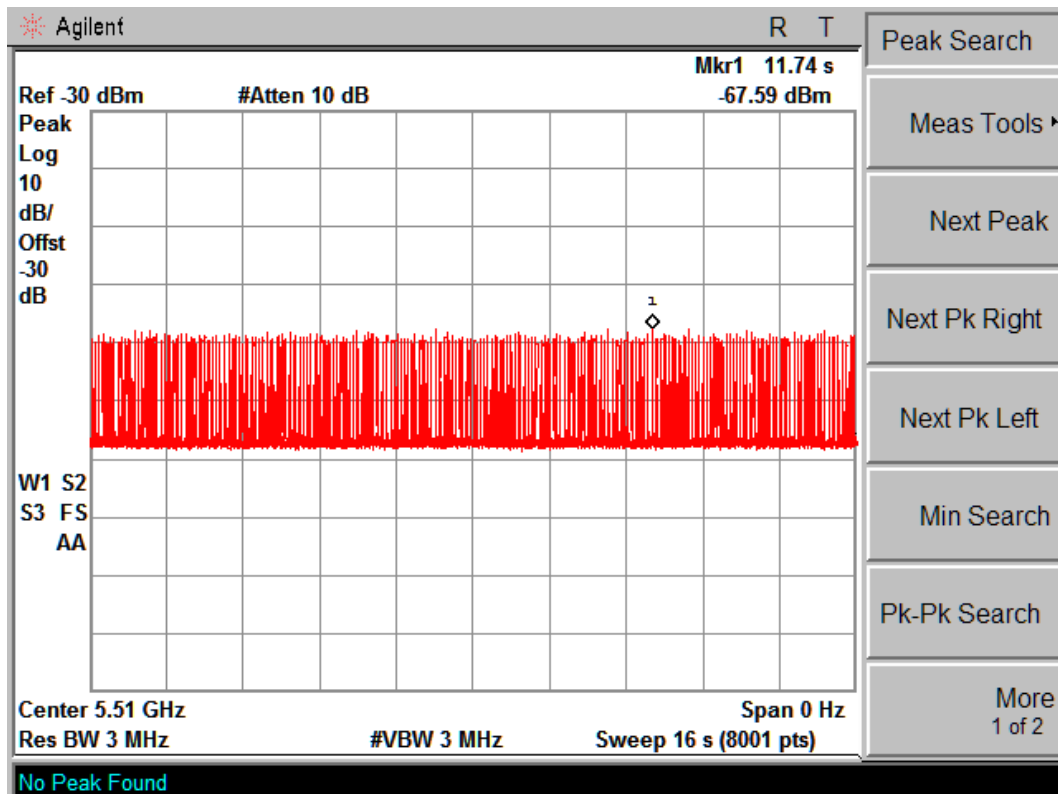 Agilent R T
Mkr1 11.74 s
Ref -30 dBm #Atten 10 dB -67.59 dBm
Peak
Log
10
dB/
Offst
-30
dB
1
W1 S2
S3 FS
AA
Center 5.51 GHz Span 0 Hz
Res BW 3 MHz #VBW 3 MHz Sweep 16 s (8001 pts)
No Peak Found
Peak Search
Meas Tools
Next Peak
Next Pk Right
Next Pk Left
Min Search
Pk-Pk Search
More
1 of 2